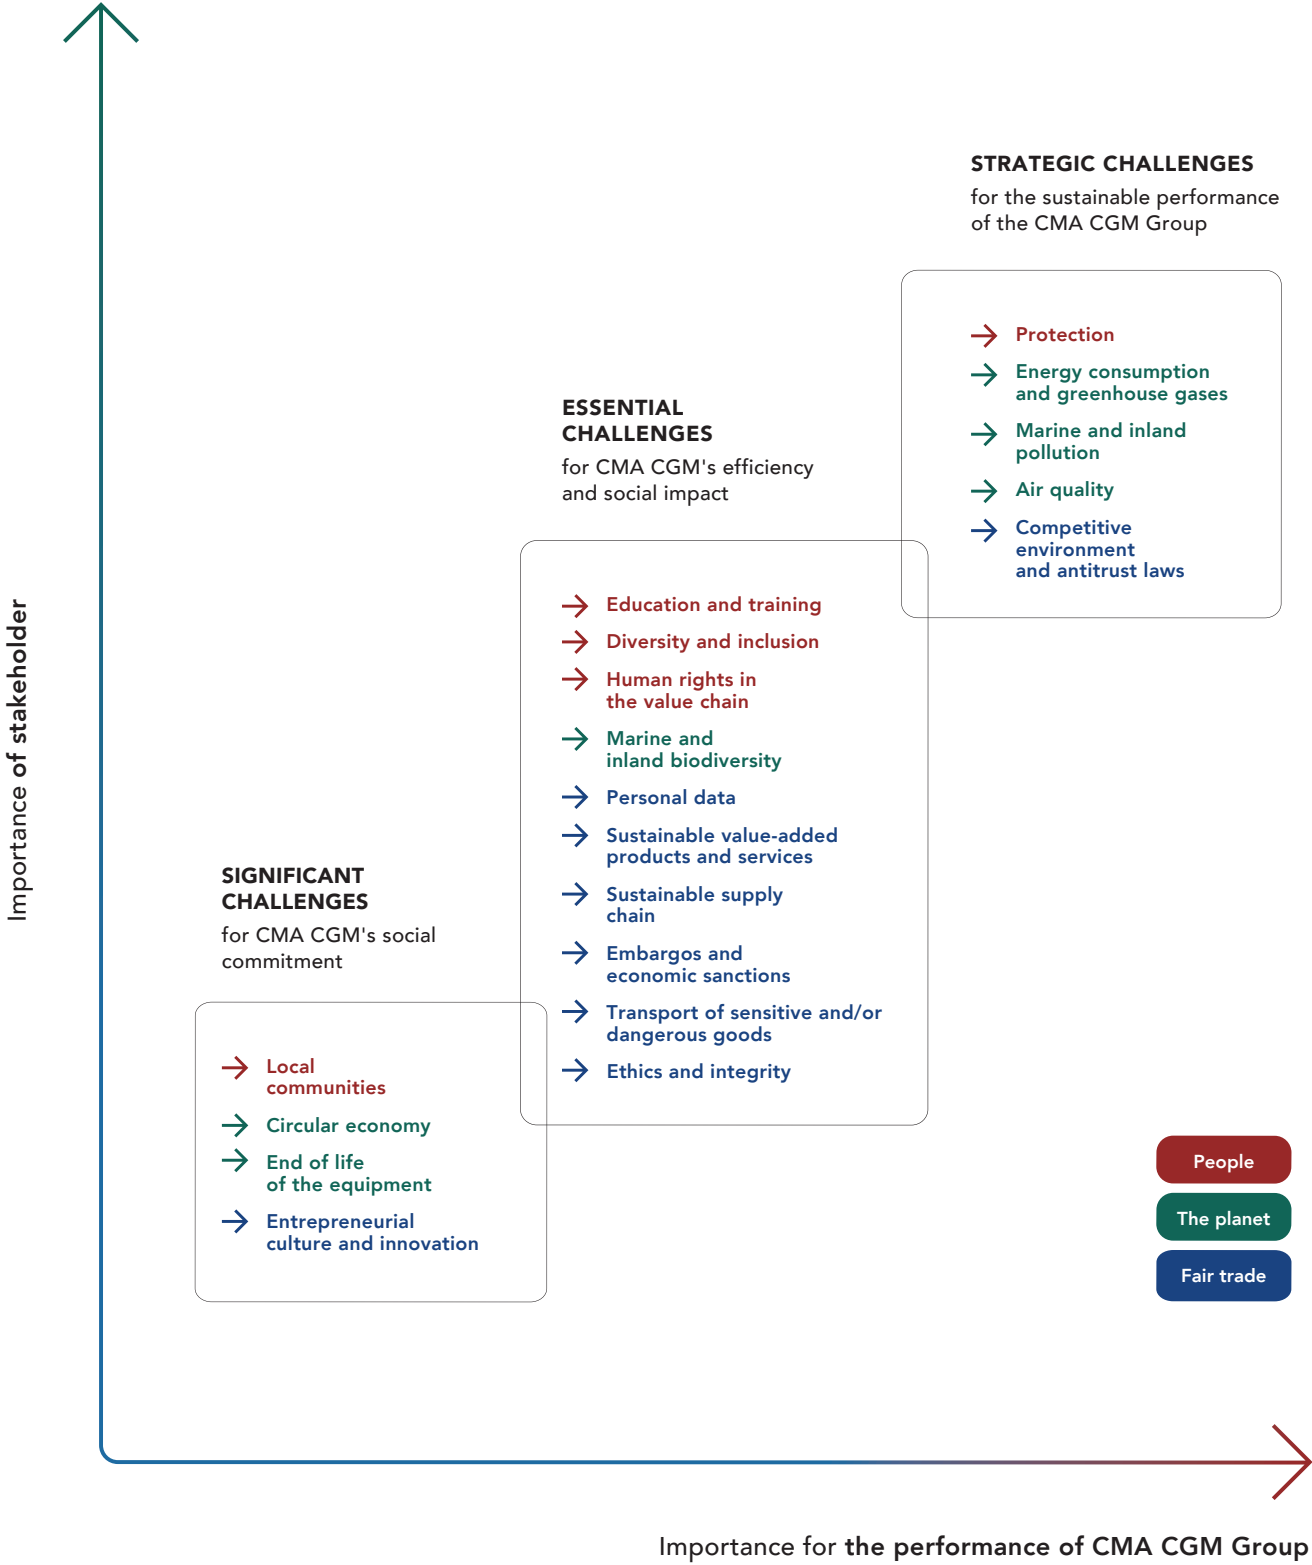 STRATEGIC CHALLENGES
for the sustainable performance
of the CMA CGM Group
Protection
Energy consumption
and greenhouse gases
Marine and inland
pollution
Air quality
Competitive
environment
and antitrust laws
ESSENTIAL
CHALLENGES
for CMA CGM's efficiency
and social impact
Education and training
Diversity and inclusion
Human rights in
the value chain
Marine and
inland biodiversity
Personal data
Sustainable value-added
products and services
Sustainable supply
chain
Embargos and
economic sanctions
Transport of sensitive and/or
dangerous goods
Ethics and integrity
SIGNIFICANT
CHALLENGES
for CMA CGM's social
commitment
Local
communities
Circular economy
End of life
of the equipment
Entrepreneurial
culture and innovation
People
The planet
Fair trade
Importance of stakeholder
Importance for the performance of CMA CGM Group